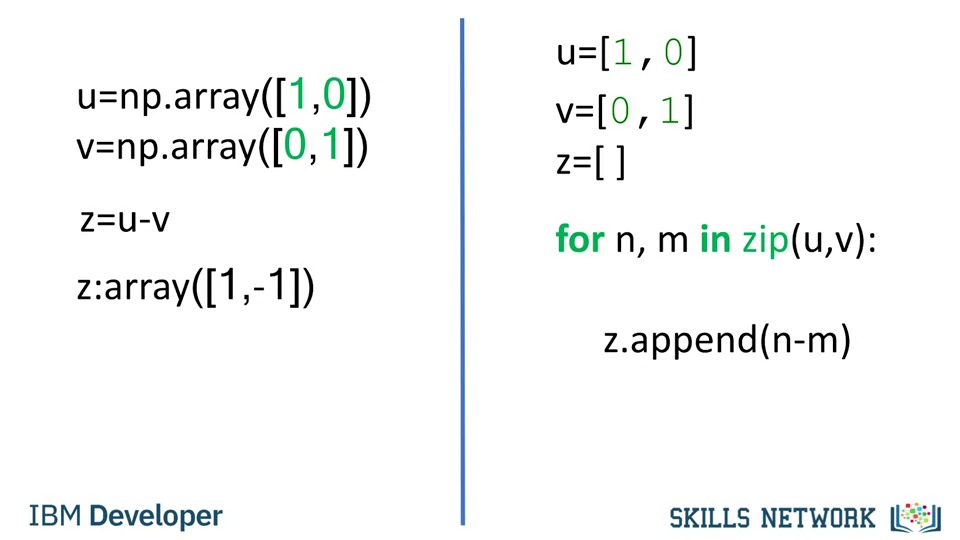 u=np.array([1,0])
v=np.array([0,1])
z=u-v
z:array([1,-1])
u=[1,0]
v=[0,1]
z=[ ]
for n, m in zip(u,v):
z.append(n-m)
IBM Developer
SKILLS NETWORK